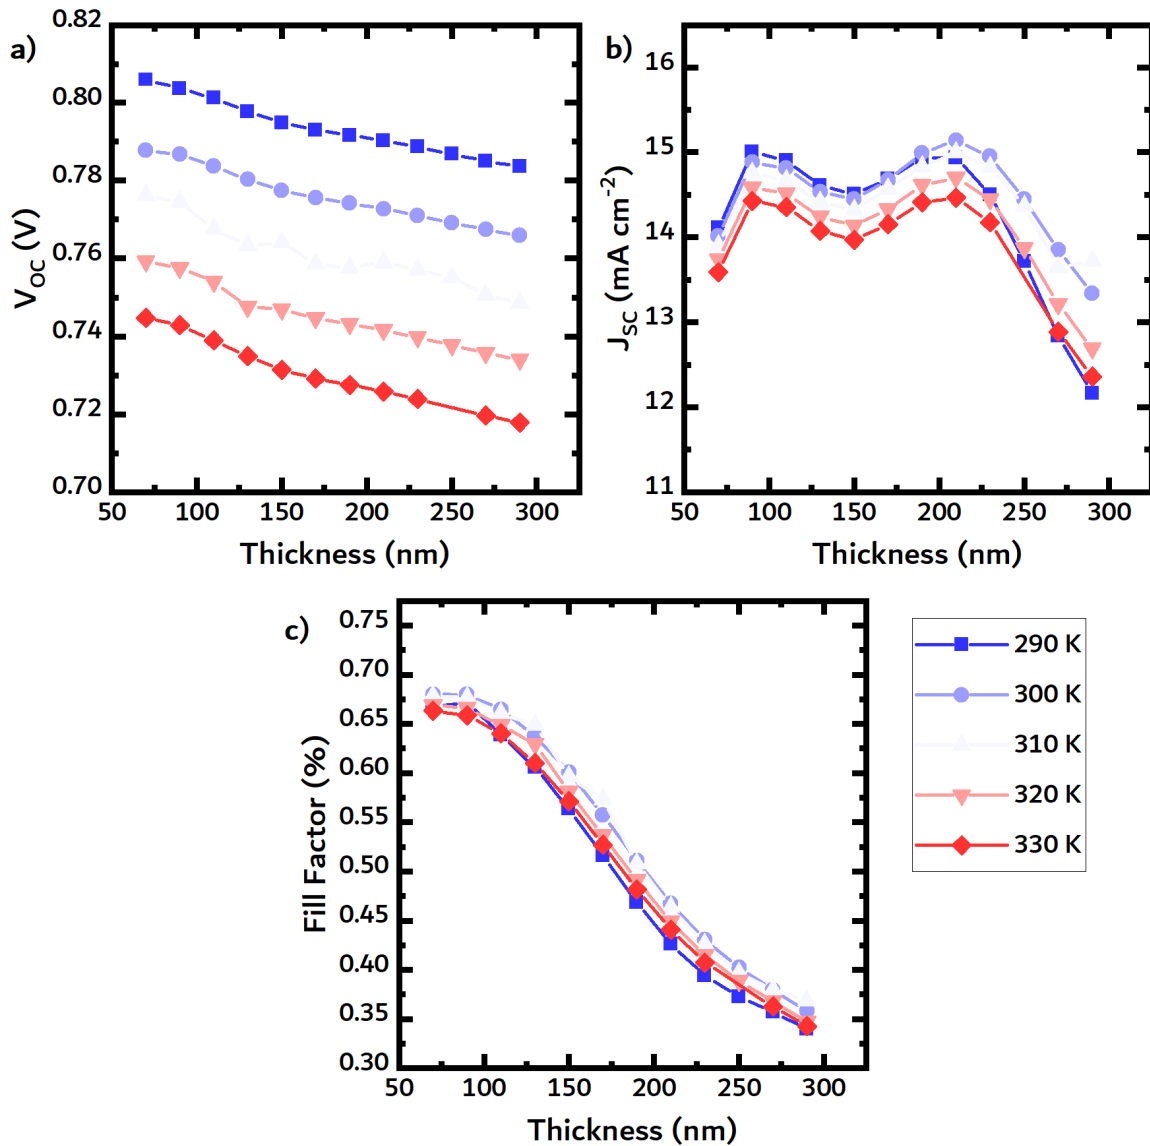 a)
0.82
0.80
0.78
0.76
0.74
0.72
0.70
V_OC (V)
50 100 150 200 250 300
Thickness (nm)
b)
16
15
14
13
12
11
J_SC (mA cm⁻²)
50 100 150 200 250 300
Thickness (nm)
c)
0.75
0.70
0.65
0.60
0.55
0.50
0.45
0.40
0.35
0.30
Fill Factor (%)
50 100 150 200 250 300
Thickness (nm)
290 K
300 K
310 K
320 K
330 K